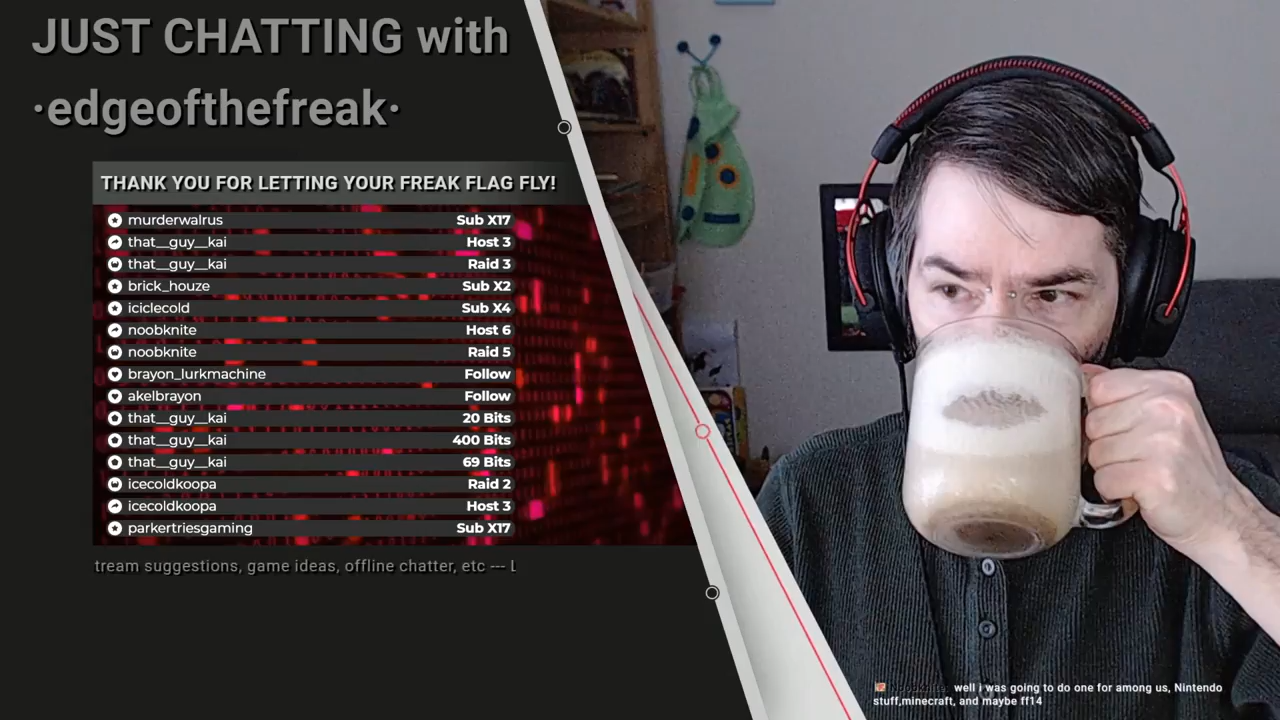 JUST CHATTING with
·edgeofthefreak·
THANK YOU FOR LETTING YOUR FREAK FLAG FLY!
murderwalrus Sub X17
that__guy__kai Host 3
that__guy__kai Raid 3
brick_houze Sub X2
iciclecold Sub X4
noobknite Host 6
noobknite Raid 5
brayon_lurkmachine Follow
akelbrayon Follow
that__guy__kai 20 Bits
that__guy__kai 400 Bits
that__guy__kai 69 Bits
icecoldkoopa Raid 2
icecoldkoopa Host 3
parkertriesgaming Sub X17
tream suggestions, game ideas, offline chatter, etc --- L
well i was going to do one for among us, Nintendo
stuff,minecraft, and maybe ff14